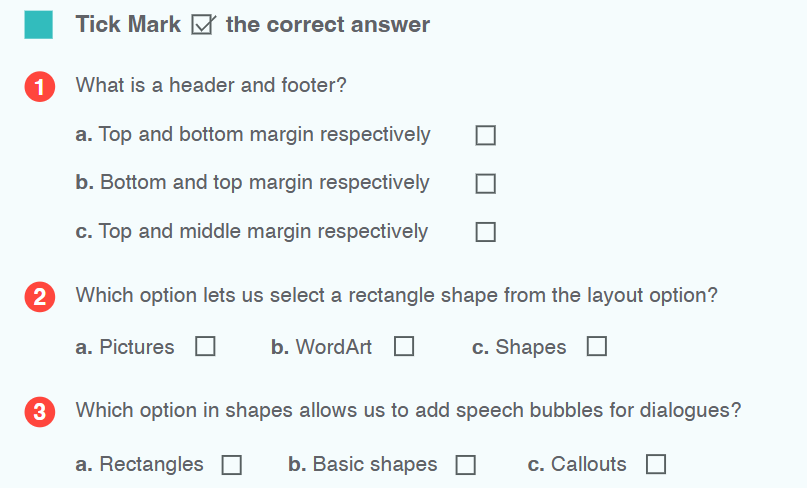 Tick Mark ☑ the correct answer
1 What is a header and footer?
a. Top and bottom margin respectively
b. Bottom and top margin respectively
c. Top and middle margin respectively
2 Which option lets us select a rectangle shape from the layout option?
a. Pictures b. WordArt c. Shapes
3 Which option in shapes allows us to add speech bubbles for dialogues?
a. Rectangles b. Basic shapes c. Callouts